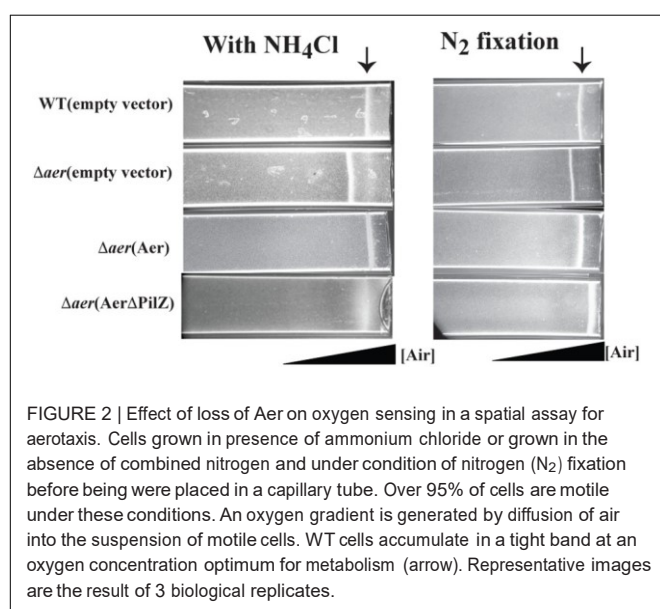 With NH₄Cl
N₂ fixation
WT(empty vector)
Δaer(empty vector)
Δaer(Aer)
Δaer(AerΔPilZ)
[Air]
[Air]
FIGURE 2 | Effect of loss of Aer on oxygen sensing in a spatial assay for
aerotaxis. Cells grown in presence of ammonium chloride or grown in the
absence of combined nitrogen and under condition of nitrogen (N₂) fixation
before being were placed in a capillary tube. Over 95% of cells are motile
under these conditions. An oxygen gradient is generated by diffusion of air
into the suspension of motile cells. WT cells accumulate in a tight band at an
oxygen concentration optimum for metabolism (arrow). Representative images
are the result of 3 biological replicates.